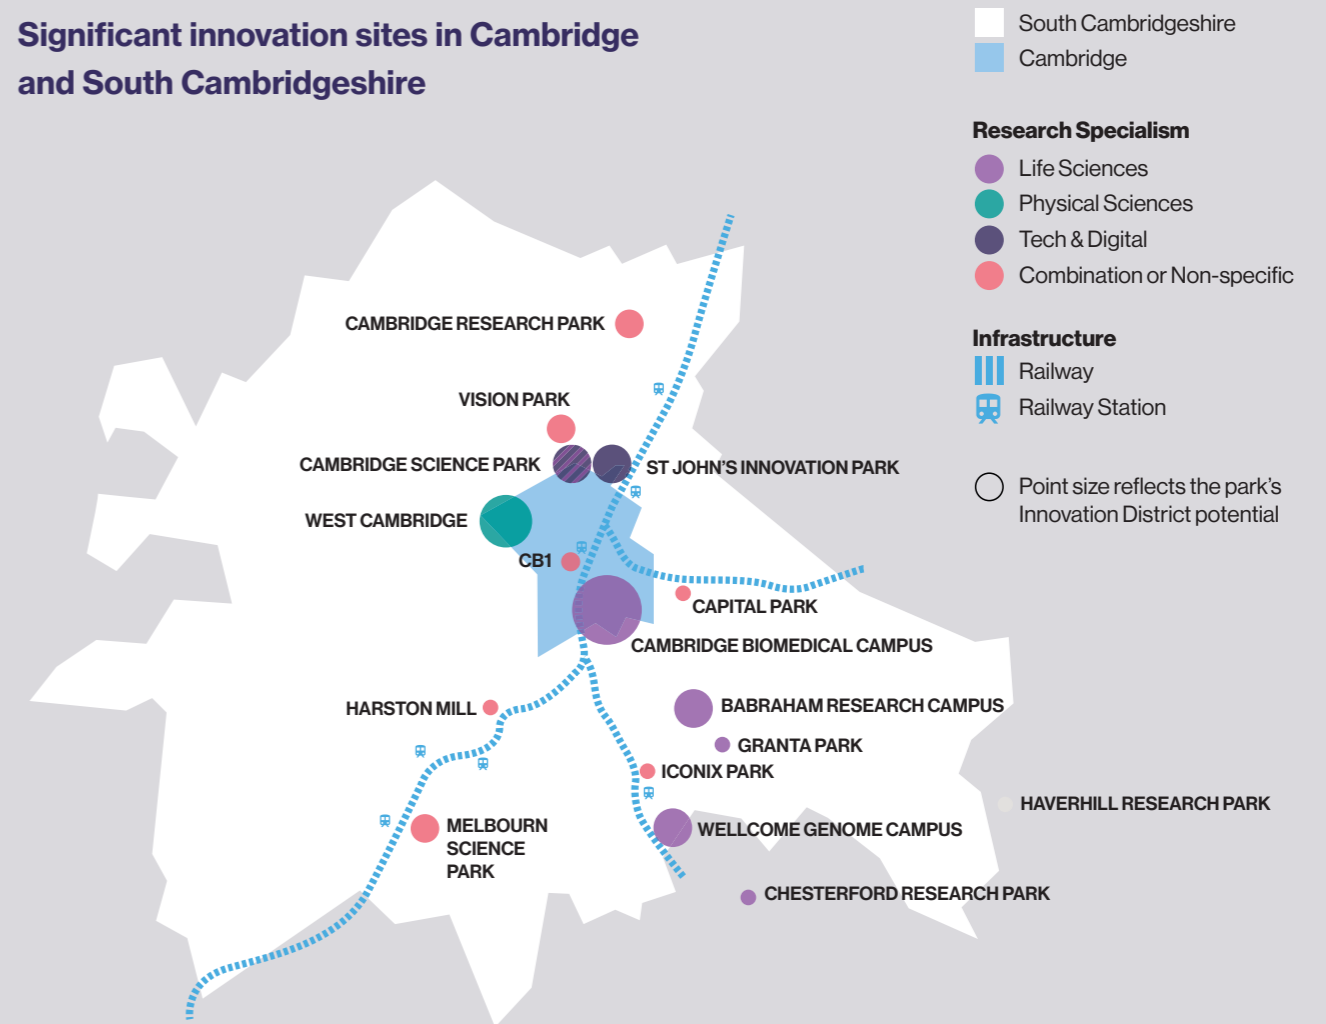 Significant innovation sites in Cambridge
and South Cambridgeshire
South Cambridgeshire
Cambridge
Research Specialism
Life Sciences
Physical Sciences
Tech & Digital
Combination or Non-specific
Infrastructure
Railway
Railway Station
Point size reflects the park’s
Innovation District potential
CAMBRIDGE RESEARCH PARK
VISION PARK
CAMBRIDGE SCIENCE PARK
ST JOHN’S INNOVATION PARK
WEST CAMBRIDGE
CB1
CAPITAL PARK
CAMBRIDGE BIOMEDICAL CAMPUS
HARSTON MILL
BABRAHAM RESEARCH CAMPUS
GRANTA PARK
ICONIX PARK
HAVERHILL RESEARCH PARK
MELBOURN
SCIENCE
PARK
WELLCOME GENOME CAMPUS
CHESTERFORD RESEARCH PARK